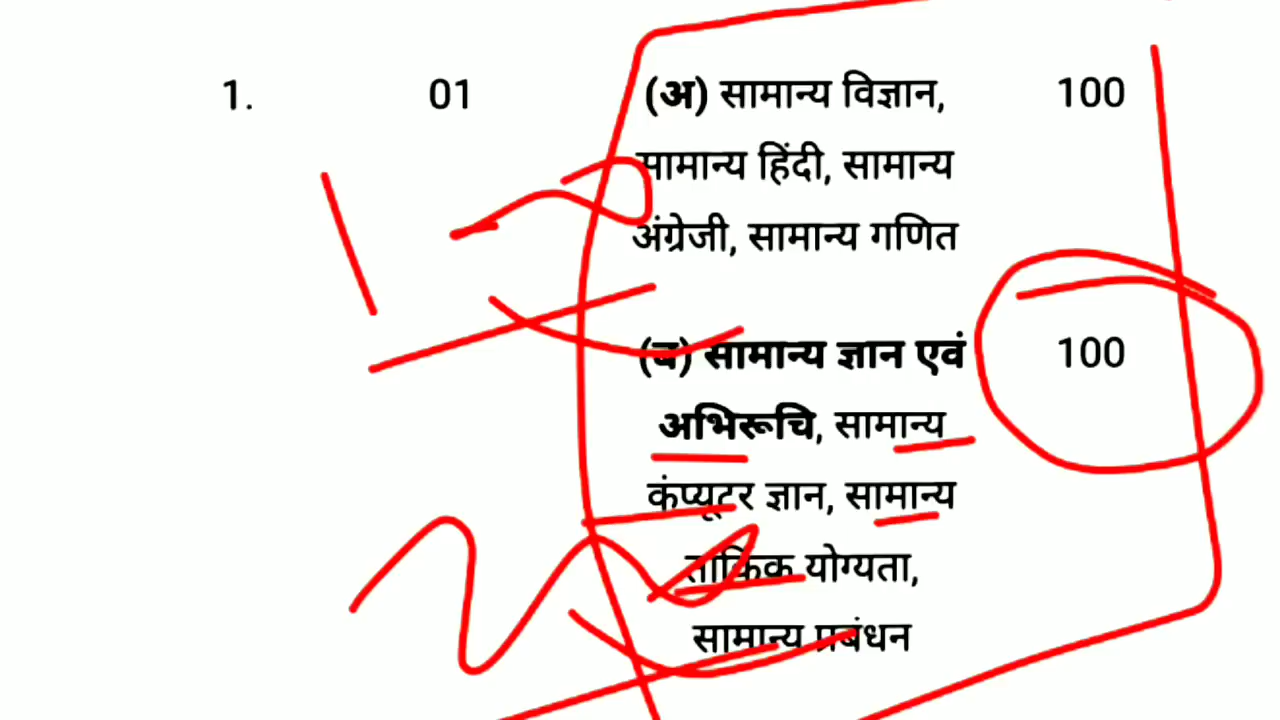 1. 01 (अ) सामान्य विज्ञान, 100
सामान्य हिंदी, सामान्य
अंग्रेजी, सामान्य गणित
(ब) सामान्य ज्ञान एवं 100
अभिरूचि, सामान्य
कंप्यूटर ज्ञान, सामान्य
तार्किक योग्यता,
सामान्य प्रबंधन